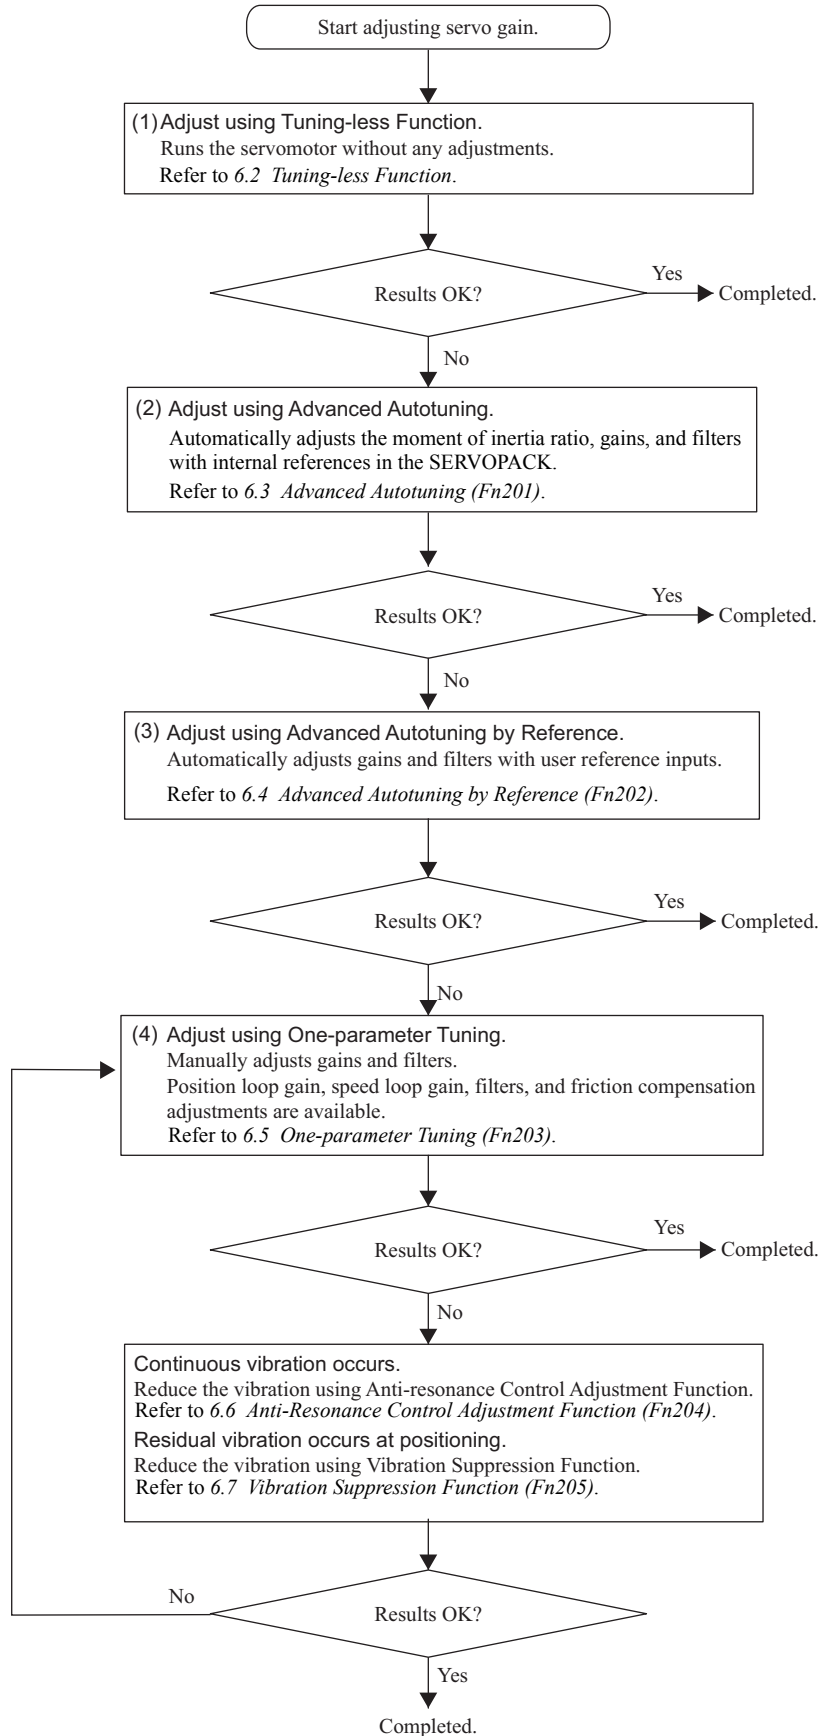 Start adjusting servo gain.
(1) Adjust using Tuning-less Function.
Runs the servomotor without any adjustments.
Refer to 6.2 Tuning-less Function.
Results OK?
Yes
Completed.
No
(2) Adjust using Advanced Autotuning.
Automatically adjusts the moment of inertia ratio, gains, and filters
with internal references in the SERVOPACK.
Refer to 6.3 Advanced Autotuning (Fn201).
Results OK?
Yes
Completed.
No
(3) Adjust using Advanced Autotuning by Reference.
Automatically adjusts gains and filters with user reference inputs.
Refer to 6.4 Advanced Autotuning by Reference (Fn202).
Results OK?
Yes
Completed.
No
(4) Adjust using One-parameter Tuning.
Manually adjusts gains and filters.
Position loop gain, speed loop gain, filters, and friction compensation
adjustments are available.
Refer to 6.5 One-parameter Tuning (Fn203).
Results OK?
Yes
Completed.
No
Continuous vibration occurs.
Reduce the vibration using Anti-resonance Control Adjustment Function.
Refer to 6.6 Anti-Resonance Control Adjustment Function (Fn204).
Residual vibration occurs at positioning.
Reduce the vibration using Vibration Suppression Function.
Refer to 6.7 Vibration Suppression Function (Fn205).
No
Results OK?
Yes
Completed.